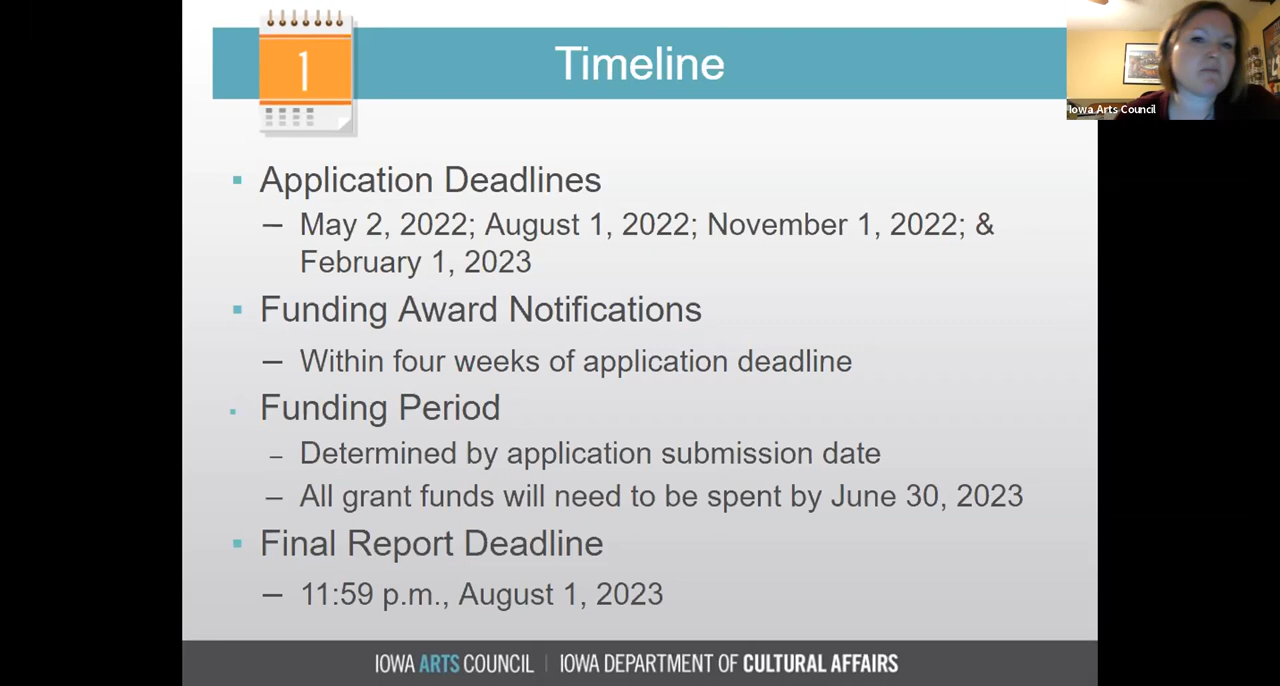 1
Timeline
Iowa Arts Council
▪ Application Deadlines
– May 2, 2022; August 1, 2022; November 1, 2022; &
February 1, 2023
▪ Funding Award Notifications
– Within four weeks of application deadline
▪ Funding Period
– Determined by application submission date
– All grant funds will need to be spent by June 30, 2023
▪ Final Report Deadline
– 11:59 p.m., August 1, 2023
IOWA ARTS COUNCIL | IOWA DEPARTMENT OF CULTURAL AFFAIRS